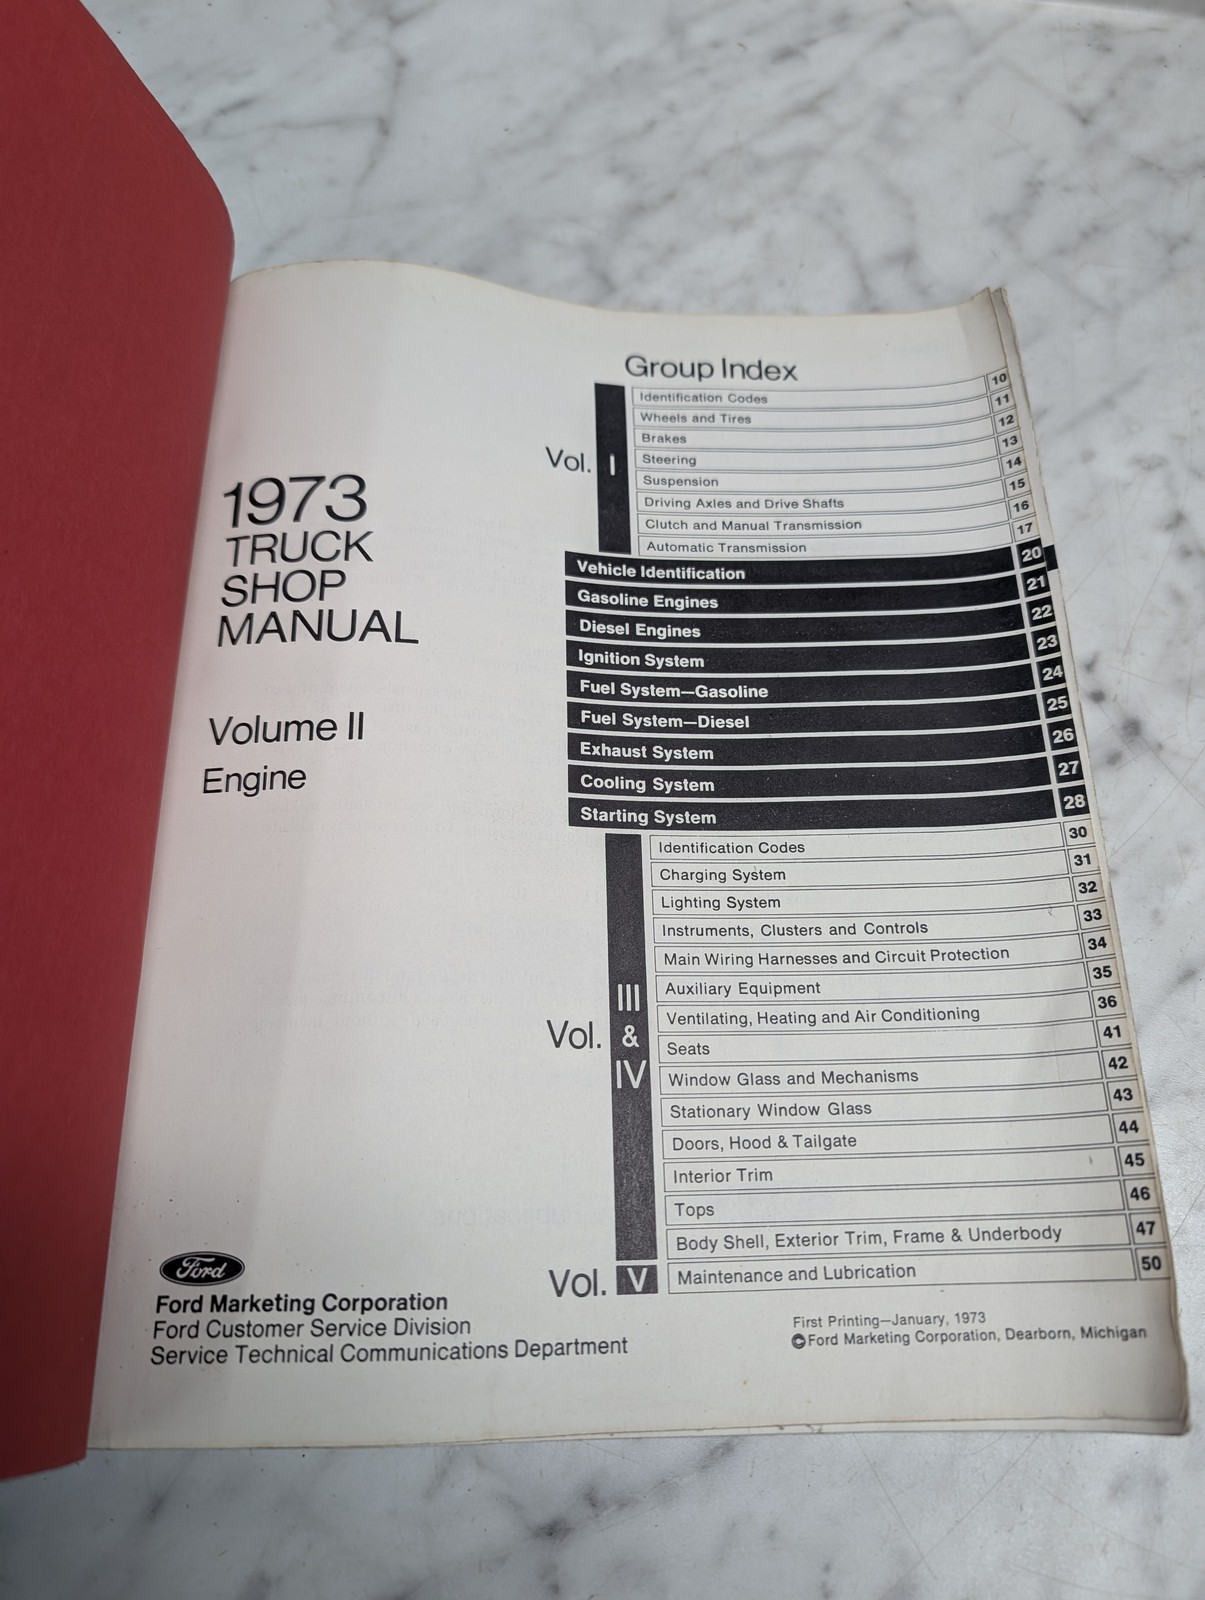 Group Index
1973
TRUCK
SHOP
MANUAL
Volume II
Engine
Vol. I
Identification Codes 10
Wheels and Tires 11
Brakes 12
Steering 13
Suspension 14
Driving Axles and Drive Shafts 15
Clutch and Manual Transmission 16
Automatic Transmission 17
Vehicle Identification 20
Gasoline Engines 21
Diesel Engines 22
Ignition System 23
Fuel System—Gasoline 24
Fuel System—Diesel 25
Exhaust System 26
Cooling System 27
Starting System 28
Vol. III & IV
Identification Codes 30
Charging System 31
Lighting System 32
Instruments, Clusters and Controls 33
Main Wiring Harnesses and Circuit Protection 34
Auxiliary Equipment 35
Ventilating, Heating and Air Conditioning 36
Seats 41
Window Glass and Mechanisms 42
Stationary Window Glass 43
Doors, Hood & Tailgate 44
Interior Trim 45
Tops 46
Body Shell, Exterior Trim, Frame & Underbody 47
Vol. V
Maintenance and Lubrication 50
Ford
Ford Marketing Corporation
Ford Customer Service Division
Service Technical Communications Department
First Printing—January, 1973
©Ford Marketing Corporation, Dearborn, Michigan